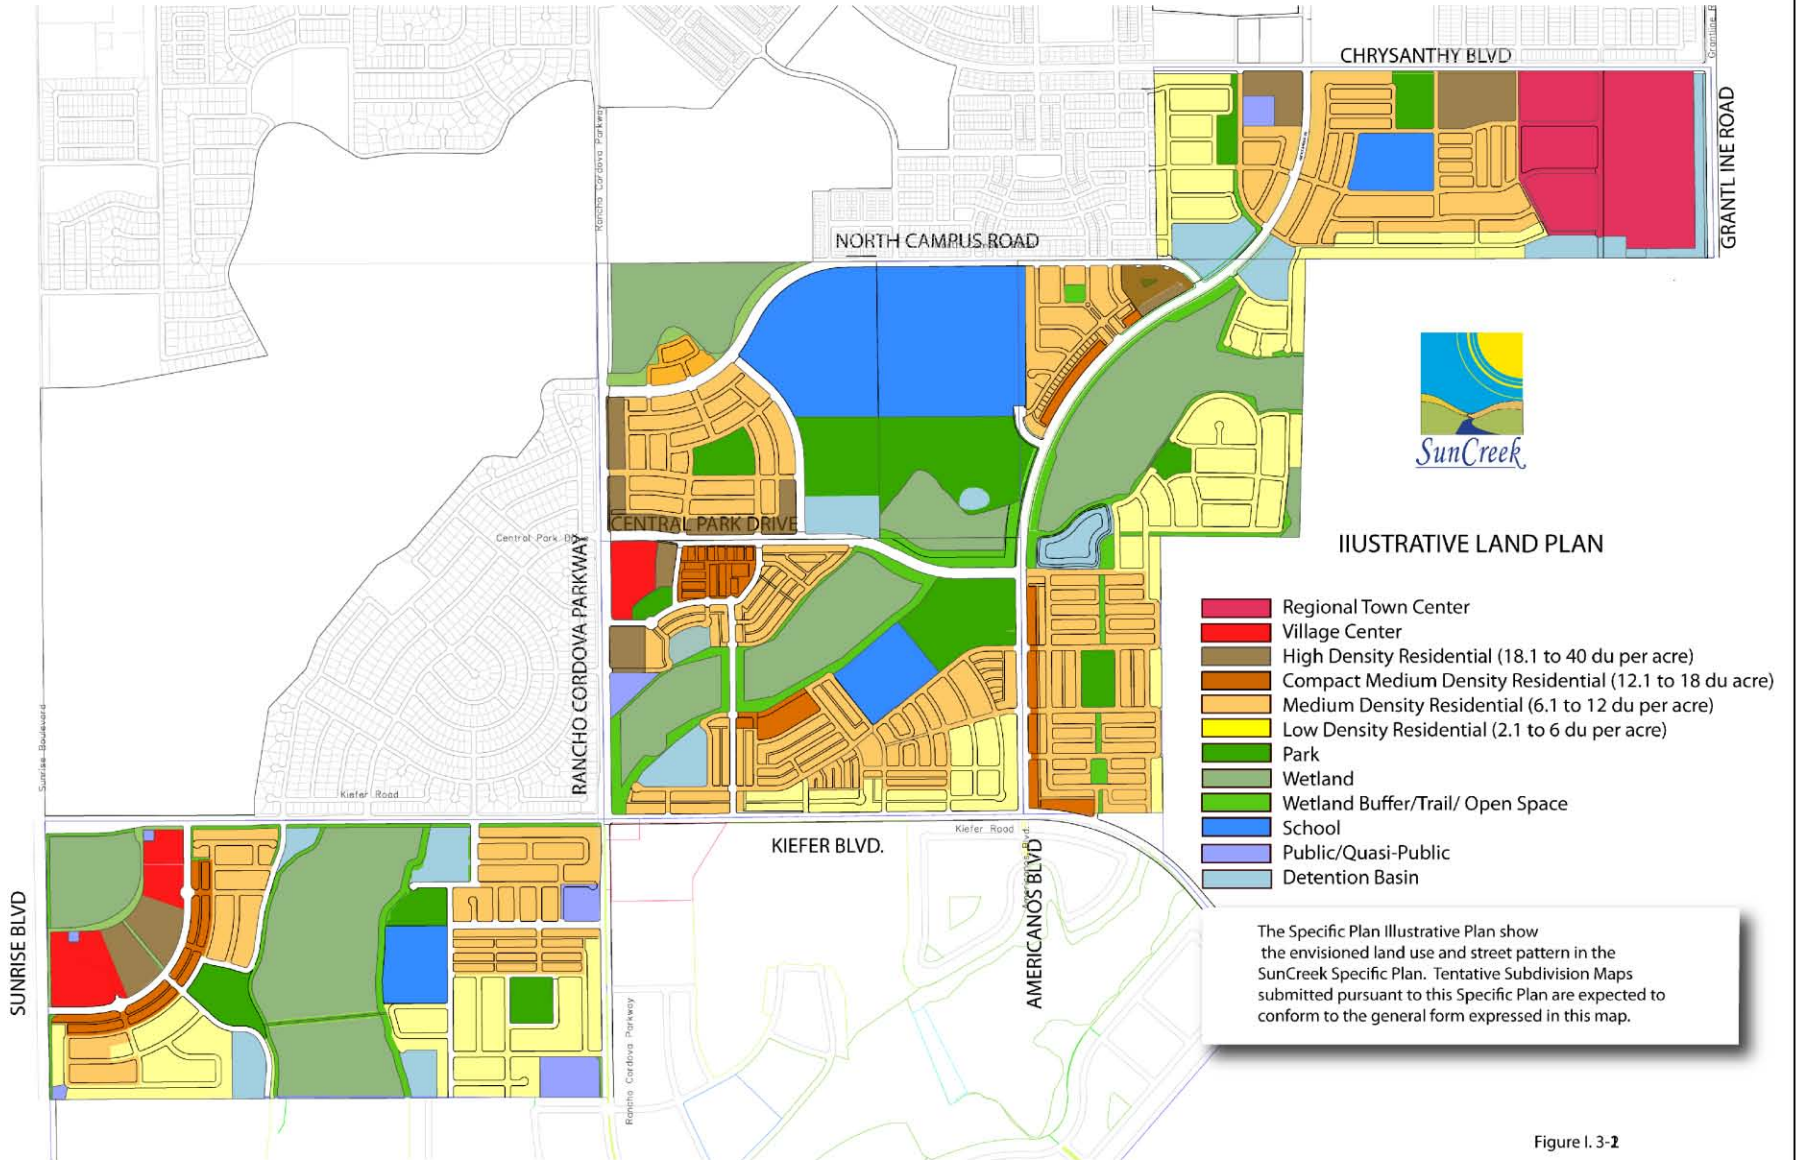 CHRYSANTHY BLVD
Grantline R
GRANTL INE ROAD
Rancho Cordova Parkway
NORTH CAMPUS ROAD
SunCreek
CENTRAL PARK DRIVE
Central Park D
RANCHO CORDOVA PARKWAY
IIUSTRATIVE LAND PLAN
Regional Town Center
Village Center
High Density Residential (18.1 to 40 du per acre)
Compact Medium Density Residential (12.1 to 18 du acre)
Medium Density Residential (6.1 to 12 du per acre)
Low Density Residential (2.1 to 6 du per acre)
Park
Wetland
Wetland Buffer/Trail/ Open Space
School
Public/Quasi-Public
Detention Basin
Sunrise Boulevard
Kiefer Road
KIEFER BLVD.
Kiefer Road
AMERICANOS BLVD
Americanos Blvd.
SUNRISE BLVD
Rancho Cordova Parkway
The Specific Plan Illustrative Plan show
the envisioned land use and street pattern in the
SunCreek Specific Plan. Tentative Subdivision Maps
submitted pursuant to this Specific Plan are expected to
conform to the general form expressed in this map.
Figure I. 3-